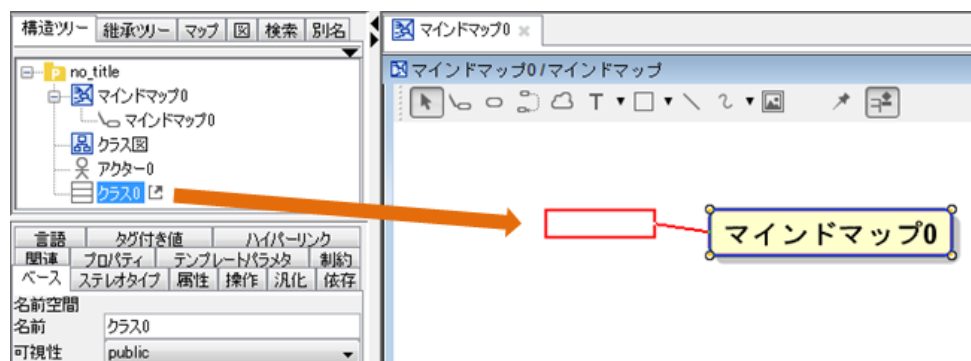 構造ツリー 継承ツリー マップ 図 検索 別名
no_title
マインドマップ0
マインドマップ0
クラス図
アクター0
クラス0
言語 タグ付き値 ハイパーリンク
関連 プロパティ テンプレートパラメタ 制約
ベース ステレオタイプ 属性 操作 汎化 依存
名前空間
名前 クラス0
可視性 public
マインドマップ0
マインドマップ0/マインドマップ
T
マインドマップ0